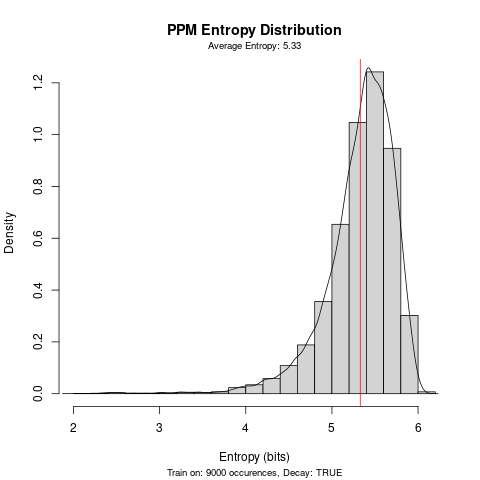 PPM Entropy Distribution
Average Entropy: 5.33
Density
1.2
1.0
0.8
0.6
0.4
0.2
0.0
2 3 4 5 6
Entropy (bits)
Train on: 9000 occurences, Decay: TRUE